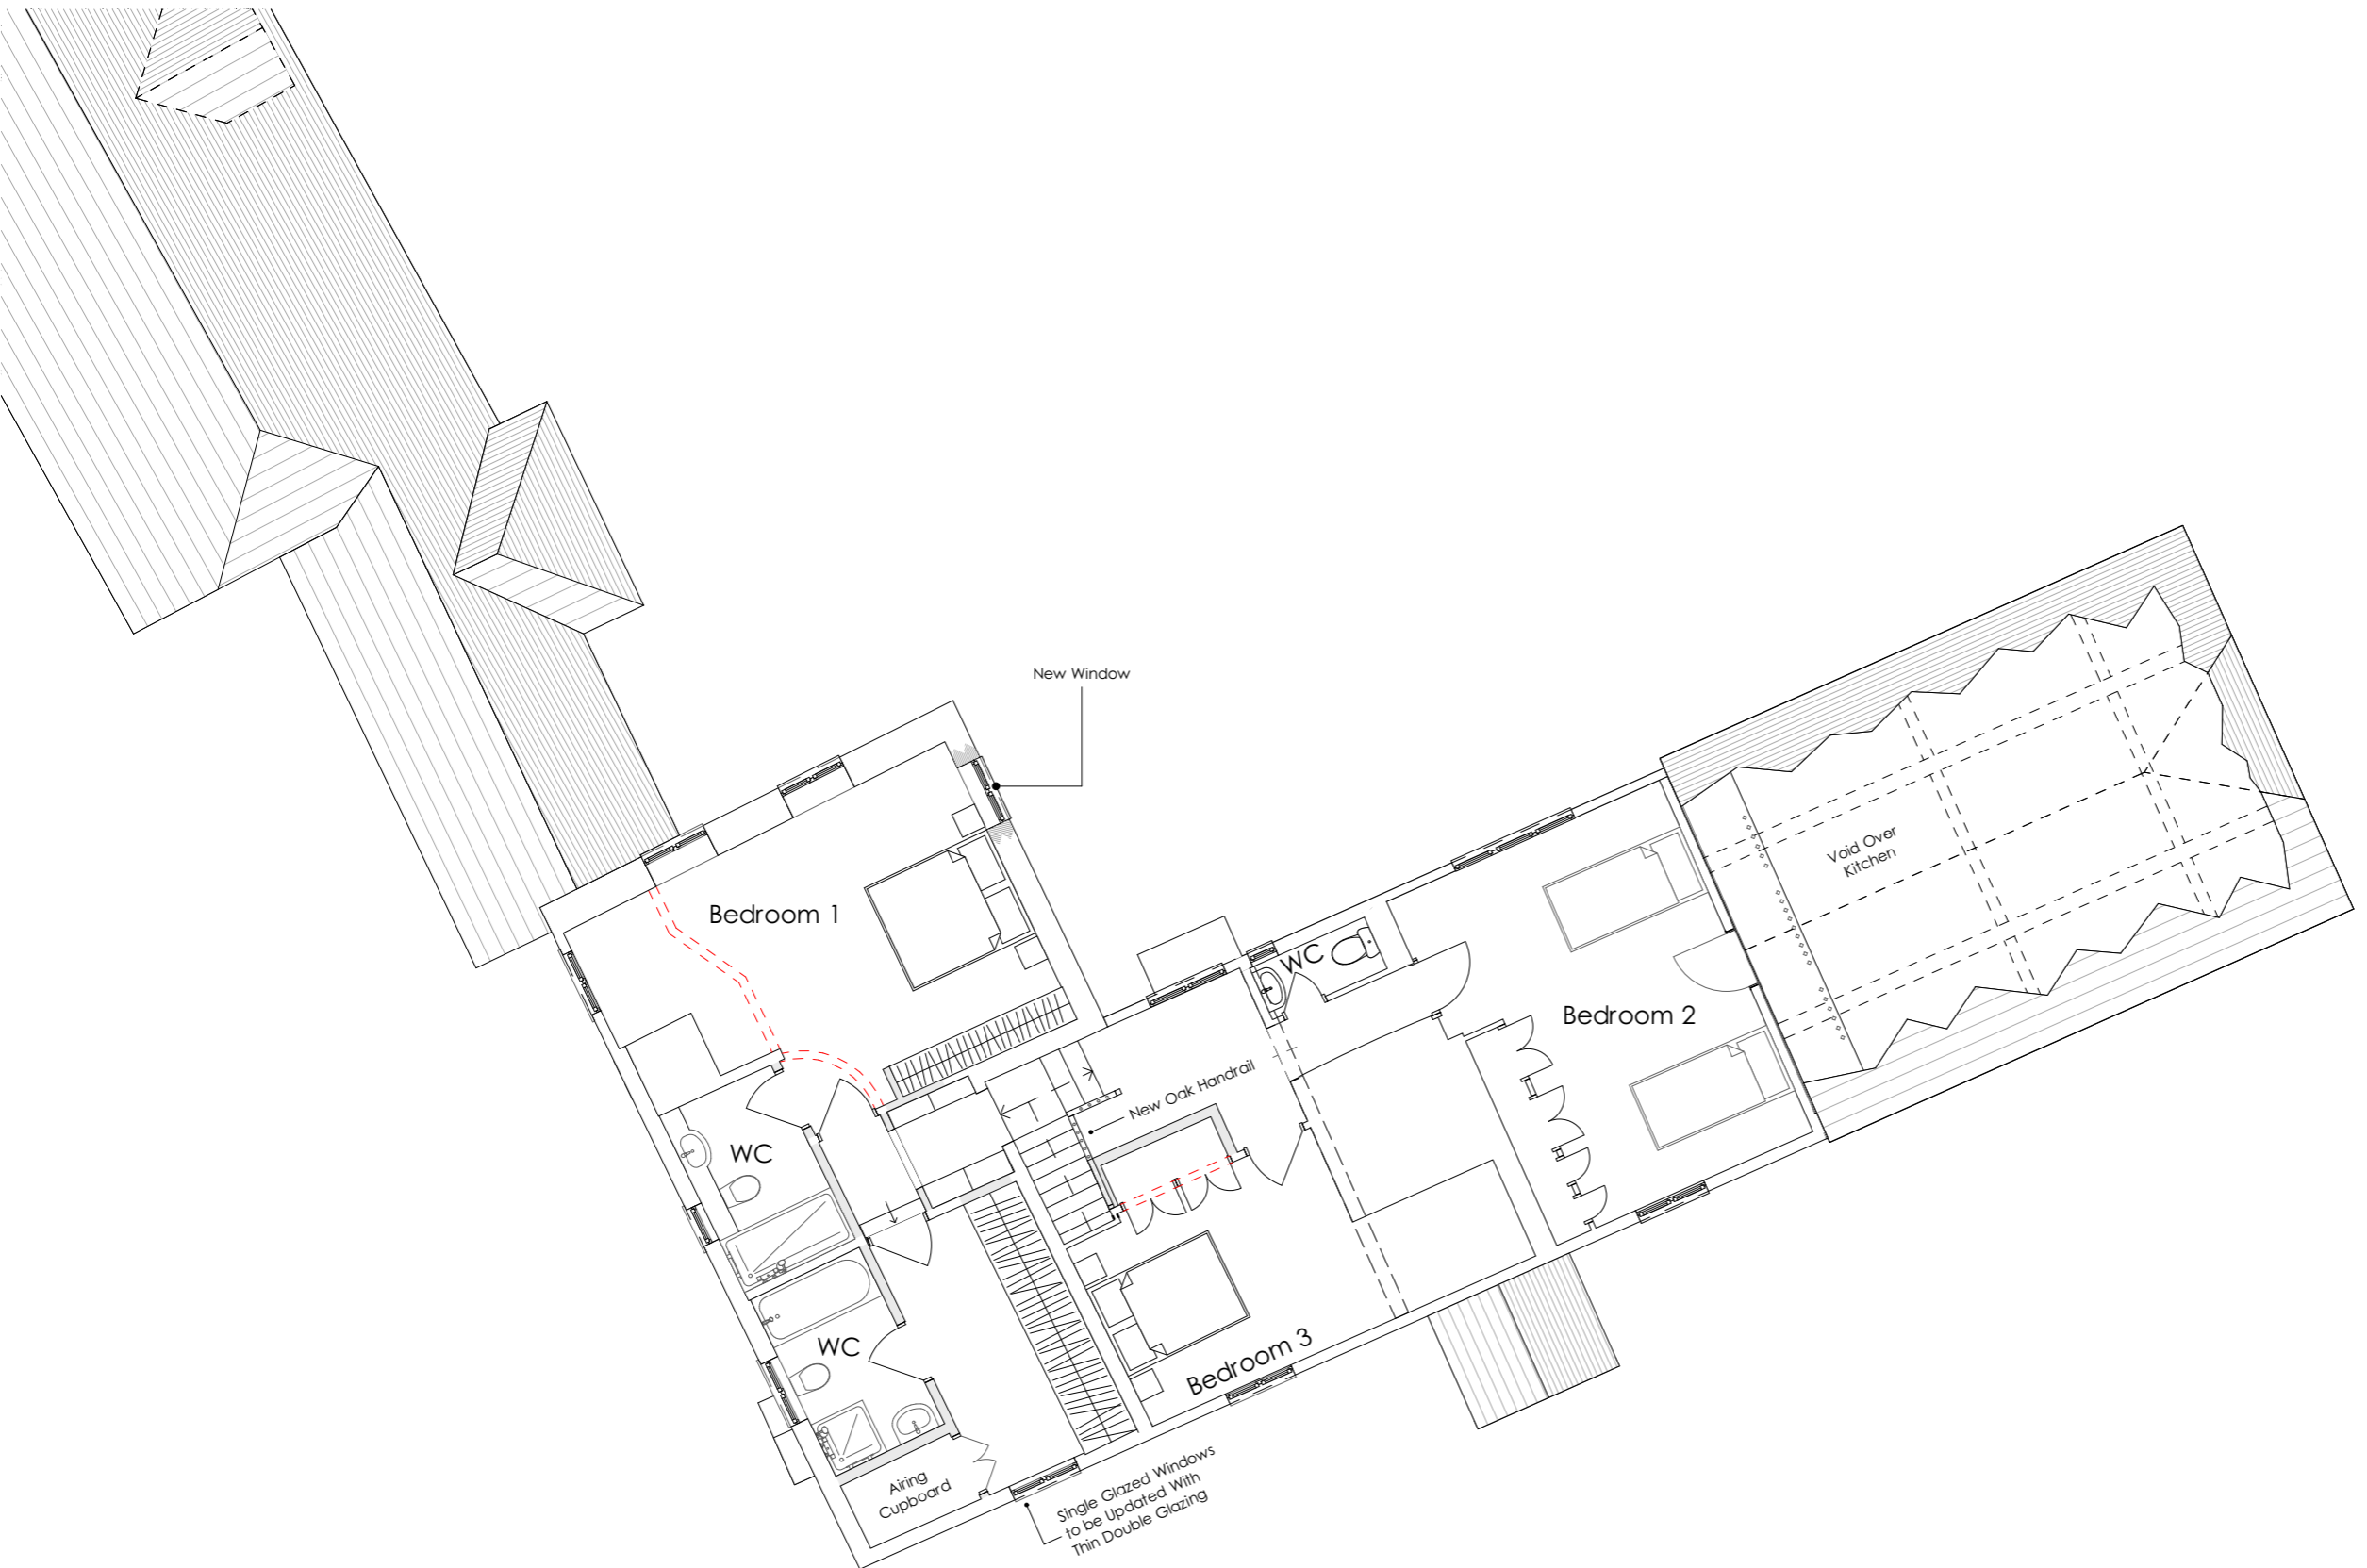 New Window
Void Over
Kitchen
Bedroom 1
WC
Bedroom 2
New Oak Handrail
WC
WC
Bedroom 3
Airing
Cupboard
Single Glazed Windows
to be Updated With
Thin Double Glazing